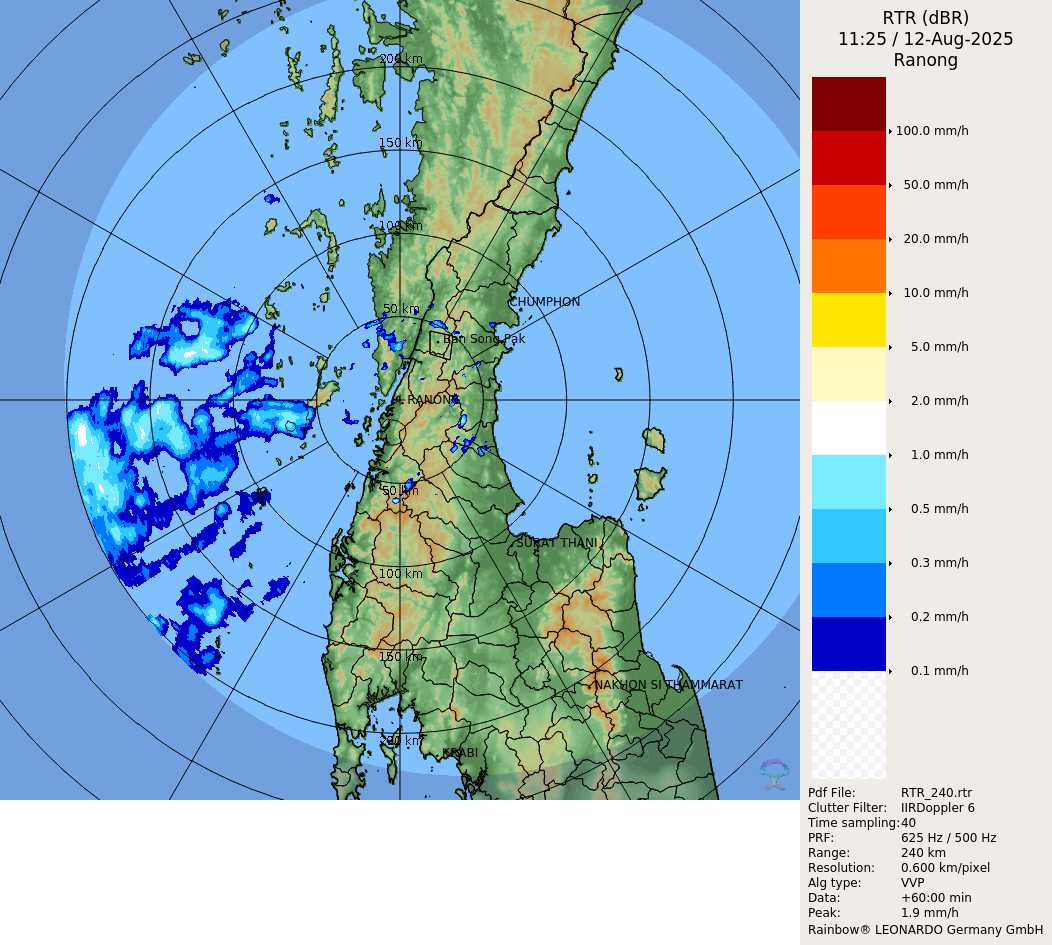 RTR (dBR)
11:25 / 12-Aug-2025
Ranong
100.0 mm/h
50.0 mm/h
20.0 mm/h
10.0 mm/h
5.0 mm/h
2.0 mm/h
1.0 mm/h
0.5 mm/h
0.3 mm/h
0.2 mm/h
0.1 mm/h
200 km
150 km
100 km
50 km
CHUMPHON
Ban Song Pak
RANONG
50 km
SURAT THANI
100 km
150 km
NAKHON SI THAMMARAT
200 km
KRABI
Pdf File: RTR_240.rtr
Clutter Filter: IIRDoppler 6
Time sampling:40
PRF: 625 Hz / 500 Hz
Range: 240 km
Resolution: 0.600 km/pixel
Alg type: VVP
Data: +60:00 min
Peak: 1.9 mm/h
Rainbow® LEONARDO Germany GmbH